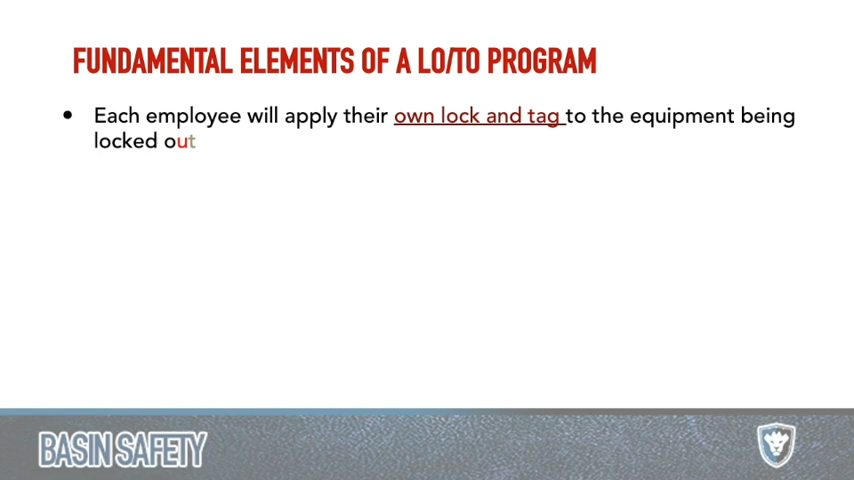 FUNDAMENTAL ELEMENTS OF A LO/TO PROGRAM
• Each employee will apply their own lock and tag to the equipment being
locked out
BASIN SAFETY